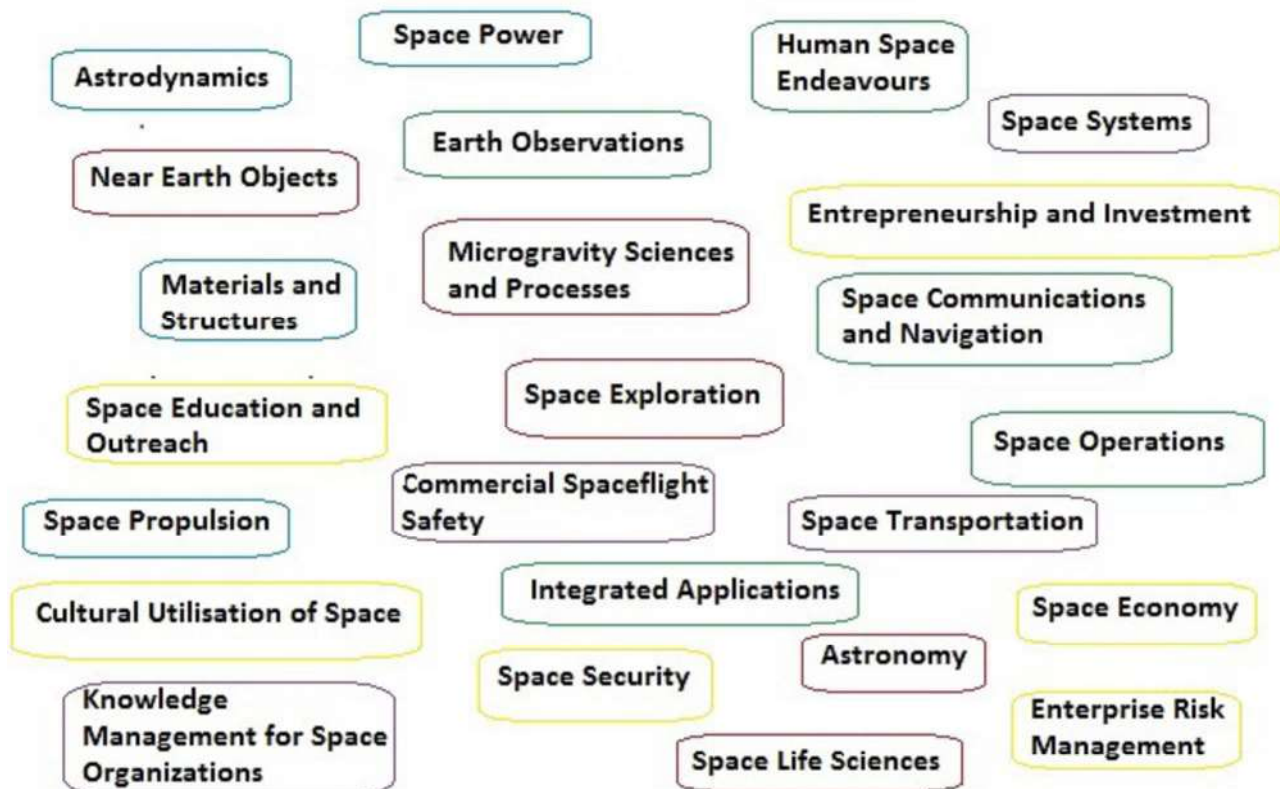 Space Power
Human Space
Endeavours
Astrodynamics
Space Systems
Earth Observations
Near Earth Objects
Entrepreneurship and Investment
Microgravity Sciences
and Processes
Materials and
Structures
Space Communications
and Navigation
Space Exploration
Space Education and
Outreach
Space Operations
Commercial Spaceflight
Safety
Space Propulsion
Space Transportation
Integrated Applications
Cultural Utilisation of Space
Space Economy
Astronomy
Space Security
Knowledge
Management for Space
Organizations
Enterprise Risk
Management
Space Life Sciences